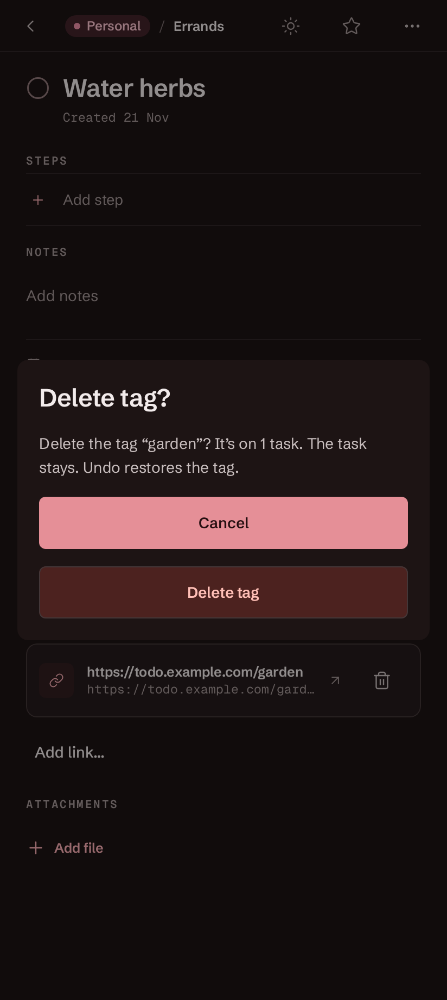 Personal / Errands
Water herbs
Created 21 Nov
STEPS
Add step
NOTES
Add notes
Delete tag?
Delete the tag “garden”? It’s on 1 task. The task
stays. Undo restores the tag.
Cancel
Delete tag
https://todo.example.com/garden
https://todo.example.com/gard…
Add link…
ATTACHMENTS
Add file